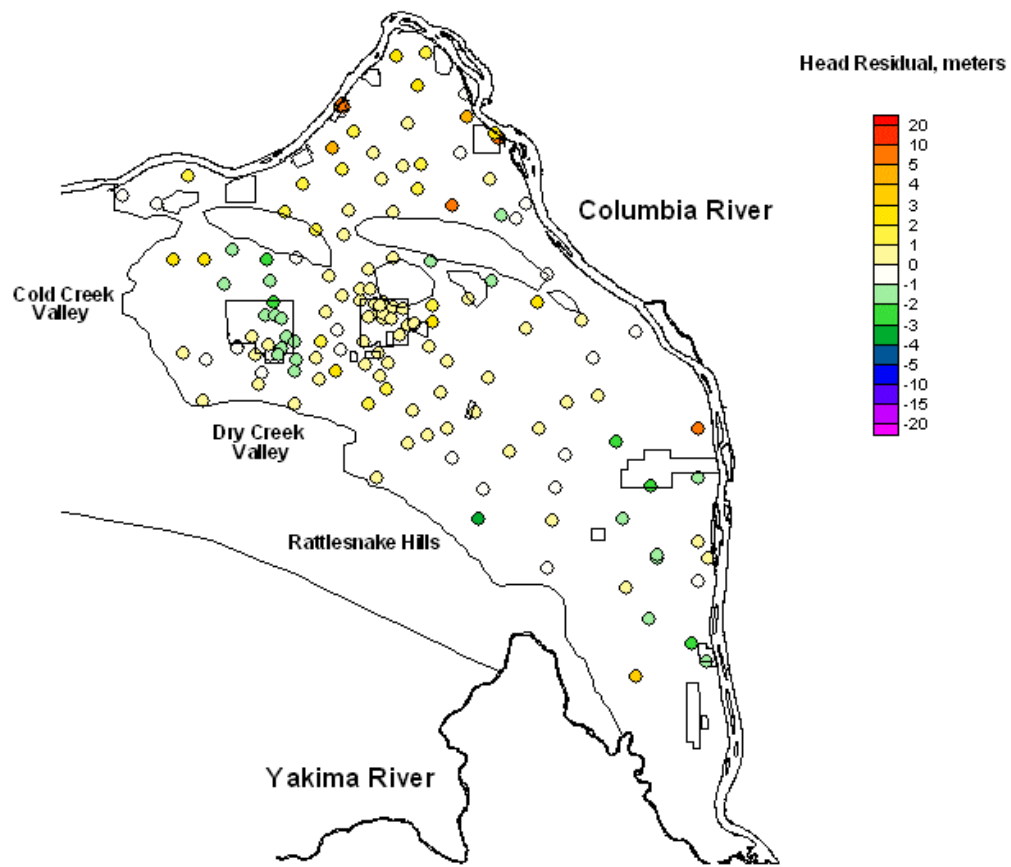 Head Residual, meters
20
10
5
4
3
2
1
0
-1
-2
-3
-4
-5
-10
-15
-20
Columbia River
Cold Creek
Valley
Dry Creek
Valley
Rattlesnake Hills
Yakima River